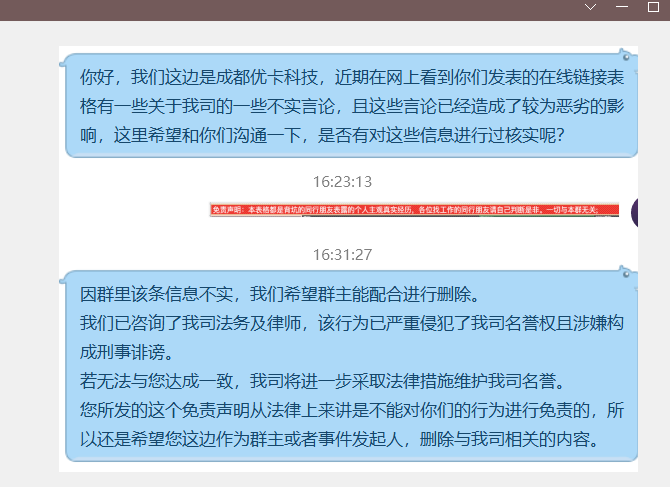 你好，我们这边是成都优卡科技，近期在网上看到你们发表的在线链接表
格有一些关于我司的一些不实言论，且这些言论已经造成了较为恶劣的影
响，这里希望和你们沟通一下，是否有对这些信息进行过核实呢？
16:23:13
免责声明：本表格都是背坑的同行朋友表露的个人主观真实经历，各位找工作的同行朋友请自己判断是非。一切与本群无关;
16:31:27
因群里该条信息不实，我们希望群主能配合进行删除。
我们已咨询了我司法务及律师，该行为已严重侵犯了我司名誉权且涉嫌构
成刑事诽谤。
若无法与您达成一致，我司将进一步采取法律措施维护我司名誉。
您所发的这个免责声明从法律上来讲是不能对你们的行为进行免责的，所
以还是希望您这边作为群主或者事件发起人，删除与我司相关的内容。